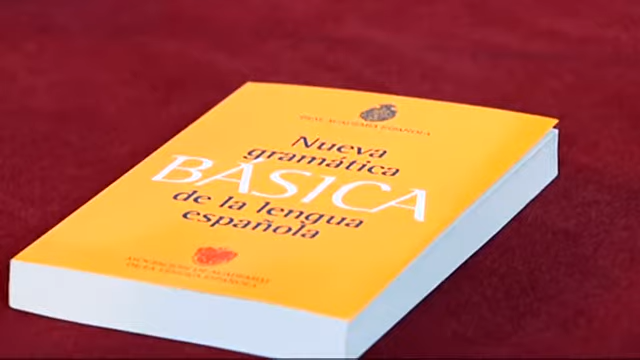 REAL ACADEMIA ESPAÑOLA
Nueva
gramática
BÁSICA
de la lengua
española
ASOCIACIÓN DE ACADEMIAS
DE LA LENGUA ESPAÑOLA